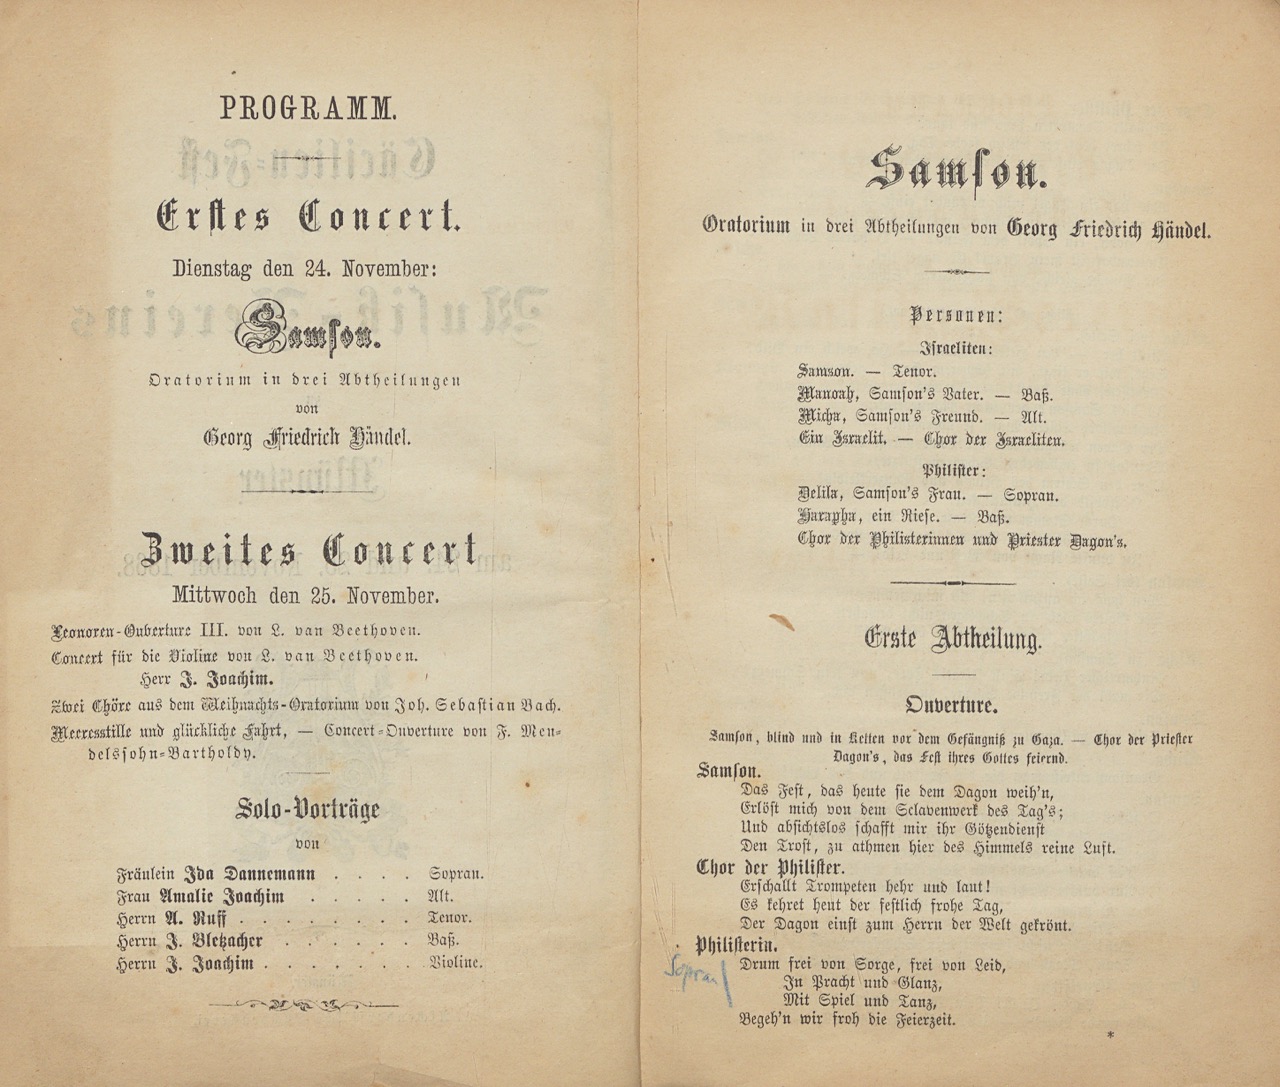 PROGRAMM.
Erstes Concert.
Dienstag den 24. November:
Samson.
Oratorium in drei Abtheilungen
von
Georg Friedrich Händel.
Zweites Concert
Mittwoch den 25. November.
Leonoren-Ouverture III. von L. van Beethoven.
Concert für die Violine von L. van Beethoven.
Herr J. Joachim.
Zwei Chöre aus dem Weihnachts-Oratorium von Joh. Sebastian Bach.
Meeresstille und glückliche Fahrt, — Concert-Ouverture von F. Men-
delssohn-Bartholdy.
Solo-Vorträge
von
Fräulein Ida Dannemann . . . . Sopran.
Frau Amalie Joachim . . . . . Alt.
Herrn A. Ruff . . . . . . . . Tenor.
Herrn J. Bletzacher . . . . . . Baß.
Herrn J. Joachim . . . . . . . Violine.
Samson.
Oratorium in drei Abtheilungen von Georg Friedrich Händel.
Personen:
Israeliten:
Samson. — Tenor.
Manoah, Samson's Vater. — Baß.
Micha, Samson's Freund. — Alt.
Ein Israelit. — Chor der Israeliten.
Philister:
Delila, Samson's Frau. — Sopran.
Harapha, ein Riese. — Baß.
Chor der Philisterinnen und Priester Dagon's.
Erste Abtheilung.
Ouverture.
Samson, blind und in Ketten vor dem Gefängniß zu Gaza. — Chor der Priester
Dagon's, das Fest ihres Gottes feiernd.
Samson.
Das Fest, das heute sie dem Dagon weih'n,
Erlöst mich von dem Sclavenwerk des Tag's;
Und absichtslos schafft mir ihr Götzendienst
Den Trost, zu athmen hier des Himmels reine Luft.
Chor der Philister.
Erschallt Trompeten hehr und laut!
Es kehret heut der festlich frohe Tag,
Der Dagon einst zum Herrn der Welt gekrönt.
Philisterin.
Sopran
Drum frei von Sorge, frei von Leid,
In Pracht und Glanz,
Mit Spiel und Tanz,
Begeh'n wir froh die Feierzeit.
*